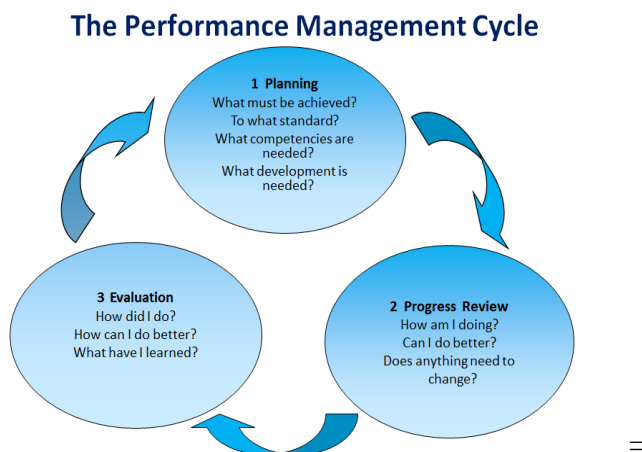 The Performance Management Cycle
1 Planning
What must be achieved?
To what standard?
What competencies are
needed?
What development is
needed?
2 Progress Review
How am I doing?
Can I do better?
Does anything need to
change?
3 Evaluation
How did I do?
How can I do better?
What have I learned?